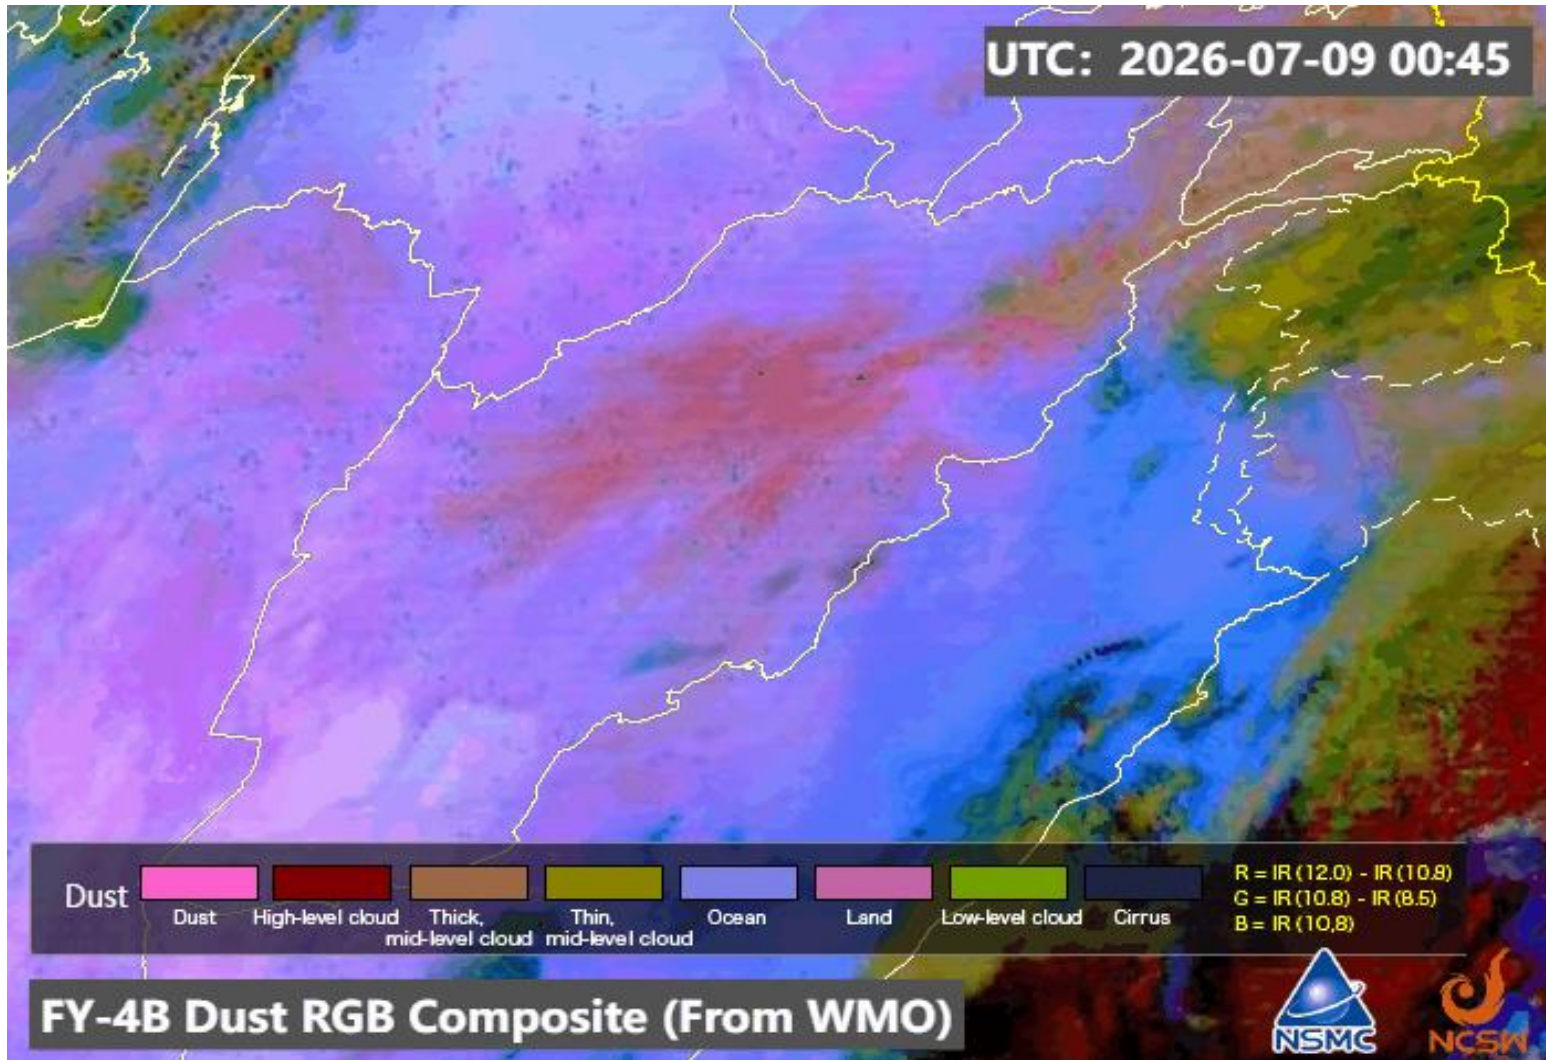 UTC: 2026-07-09 00:45
Dust
Dust
High-level cloud
Thick,
mid-level cloud
Thin,
mid-level cloud
Ocean
Land
Low-level cloud
Cirrus
R = IR (12.0) - IR (10.8)
G = IR (10.8) - IR (8.5)
B = IR (10.8)
FY-4B Dust RGB Composite (From WMO)
NSMC
NCSW